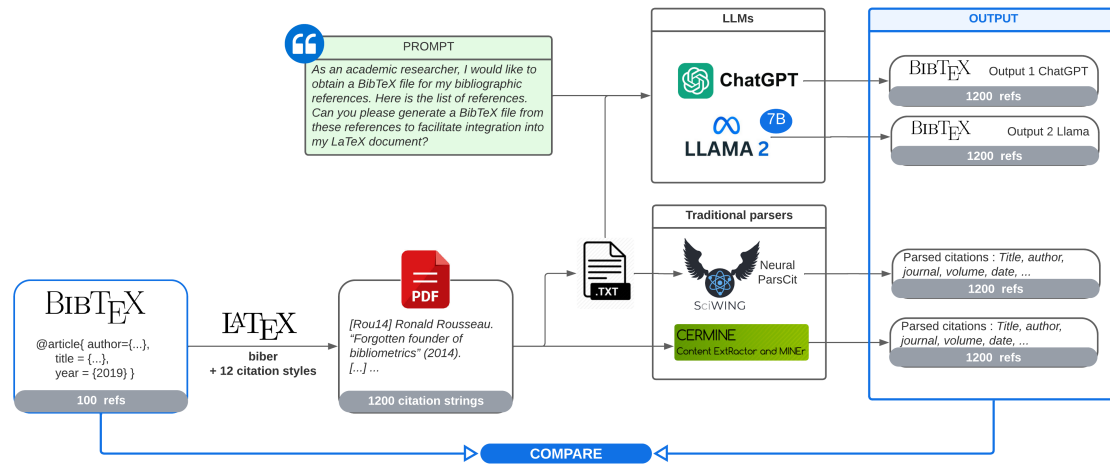 PROMPT
As an academic researcher, I would like to
obtain a BibTeX file for my bibliographic
references. Here is the list of references.
Can you please generate a BibTeX file from
these references to facilitate integration into
my LaTeX document?
LLMs
ChatGPT
7B
LLAMA 2
OUTPUT
BIBTEX Output 1 ChatGPT
1200 refs
BIBTEX Output 2 Llama
1200 refs
Traditional parsers
Neural
ParsCit
SciWING
CERMINE
Content ExtRactor and MINEr
.TXT
Parsed citations : Title, author,
journal, volume, date, ...
1200 refs
Parsed citations : Title, author,
journal, volume, date, ...
1200 refs
BIBTEX
@article{ author={...},
title = {...},
year = {2019} }
100 refs
LATEX
biber
+ 12 citation styles
PDF
[Rou14] Ronald Rousseau.
“Forgotten founder of
bibliometrics” (2014).
[...] ...
1200 citation strings
COMPARE